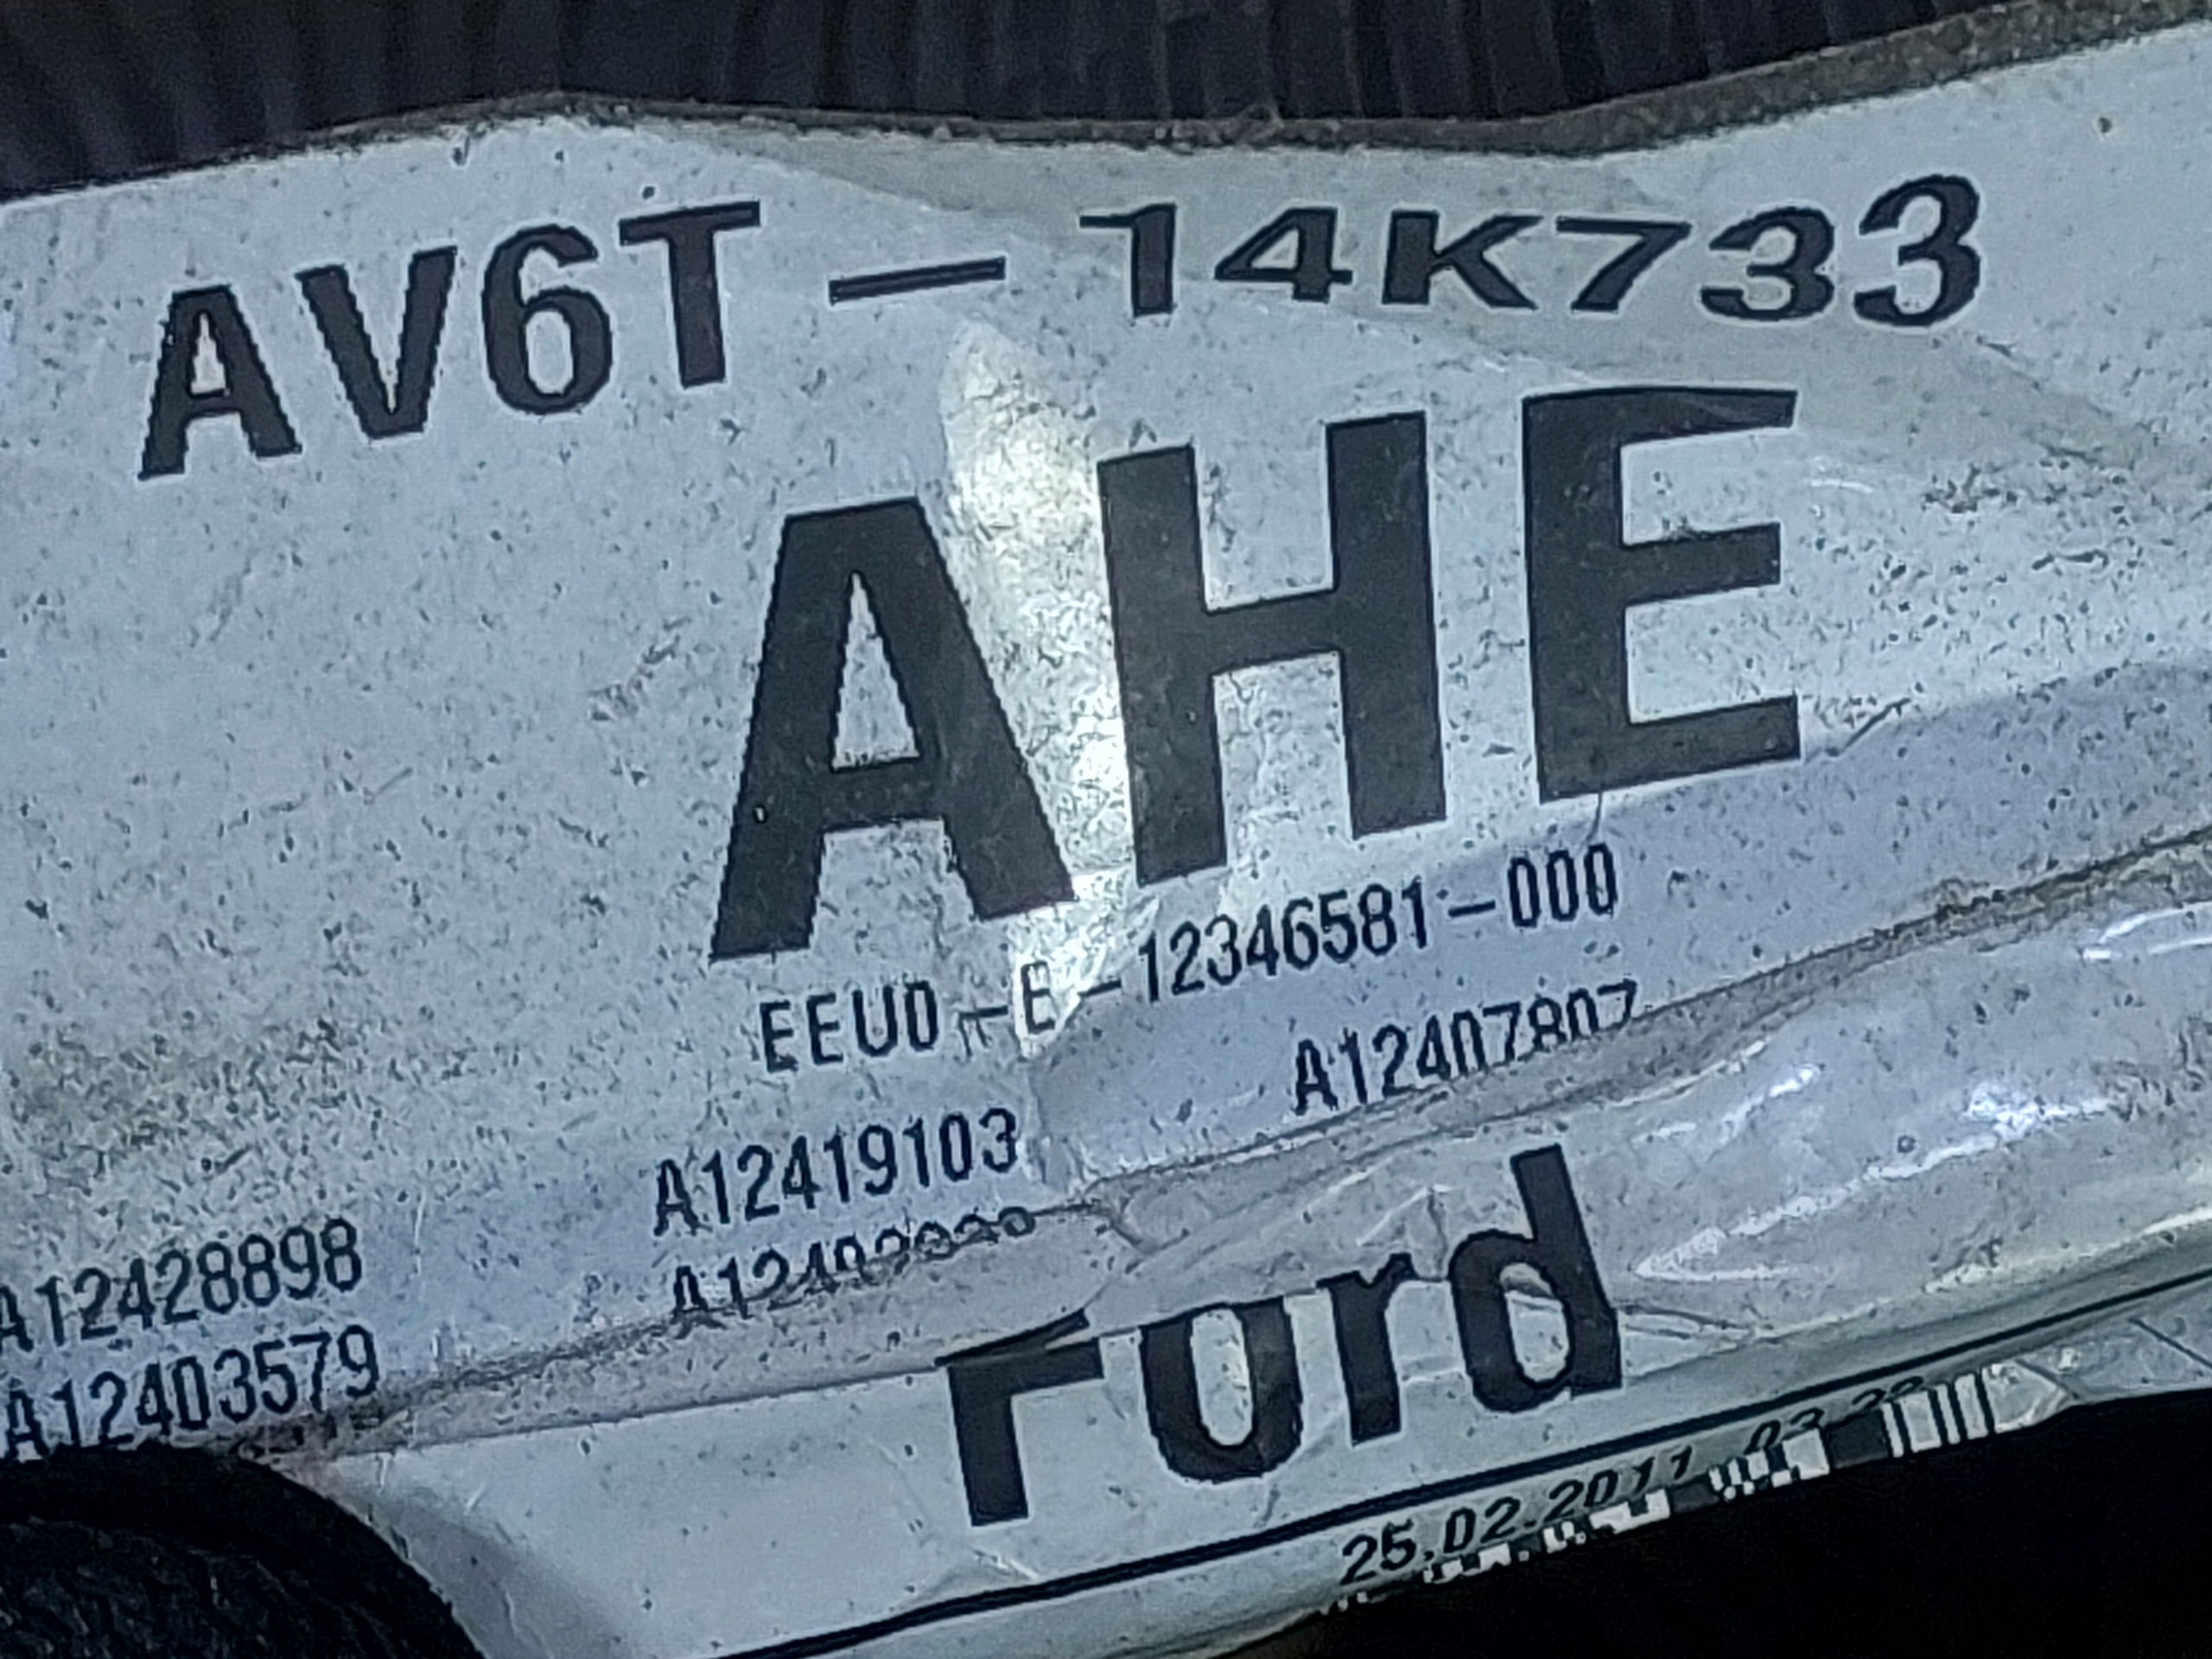 AV6T-14K733
AHE
EEU0-E-12346581-000
A12407807
A12419103
A12428898
A12403579
Ford
25.02.2011